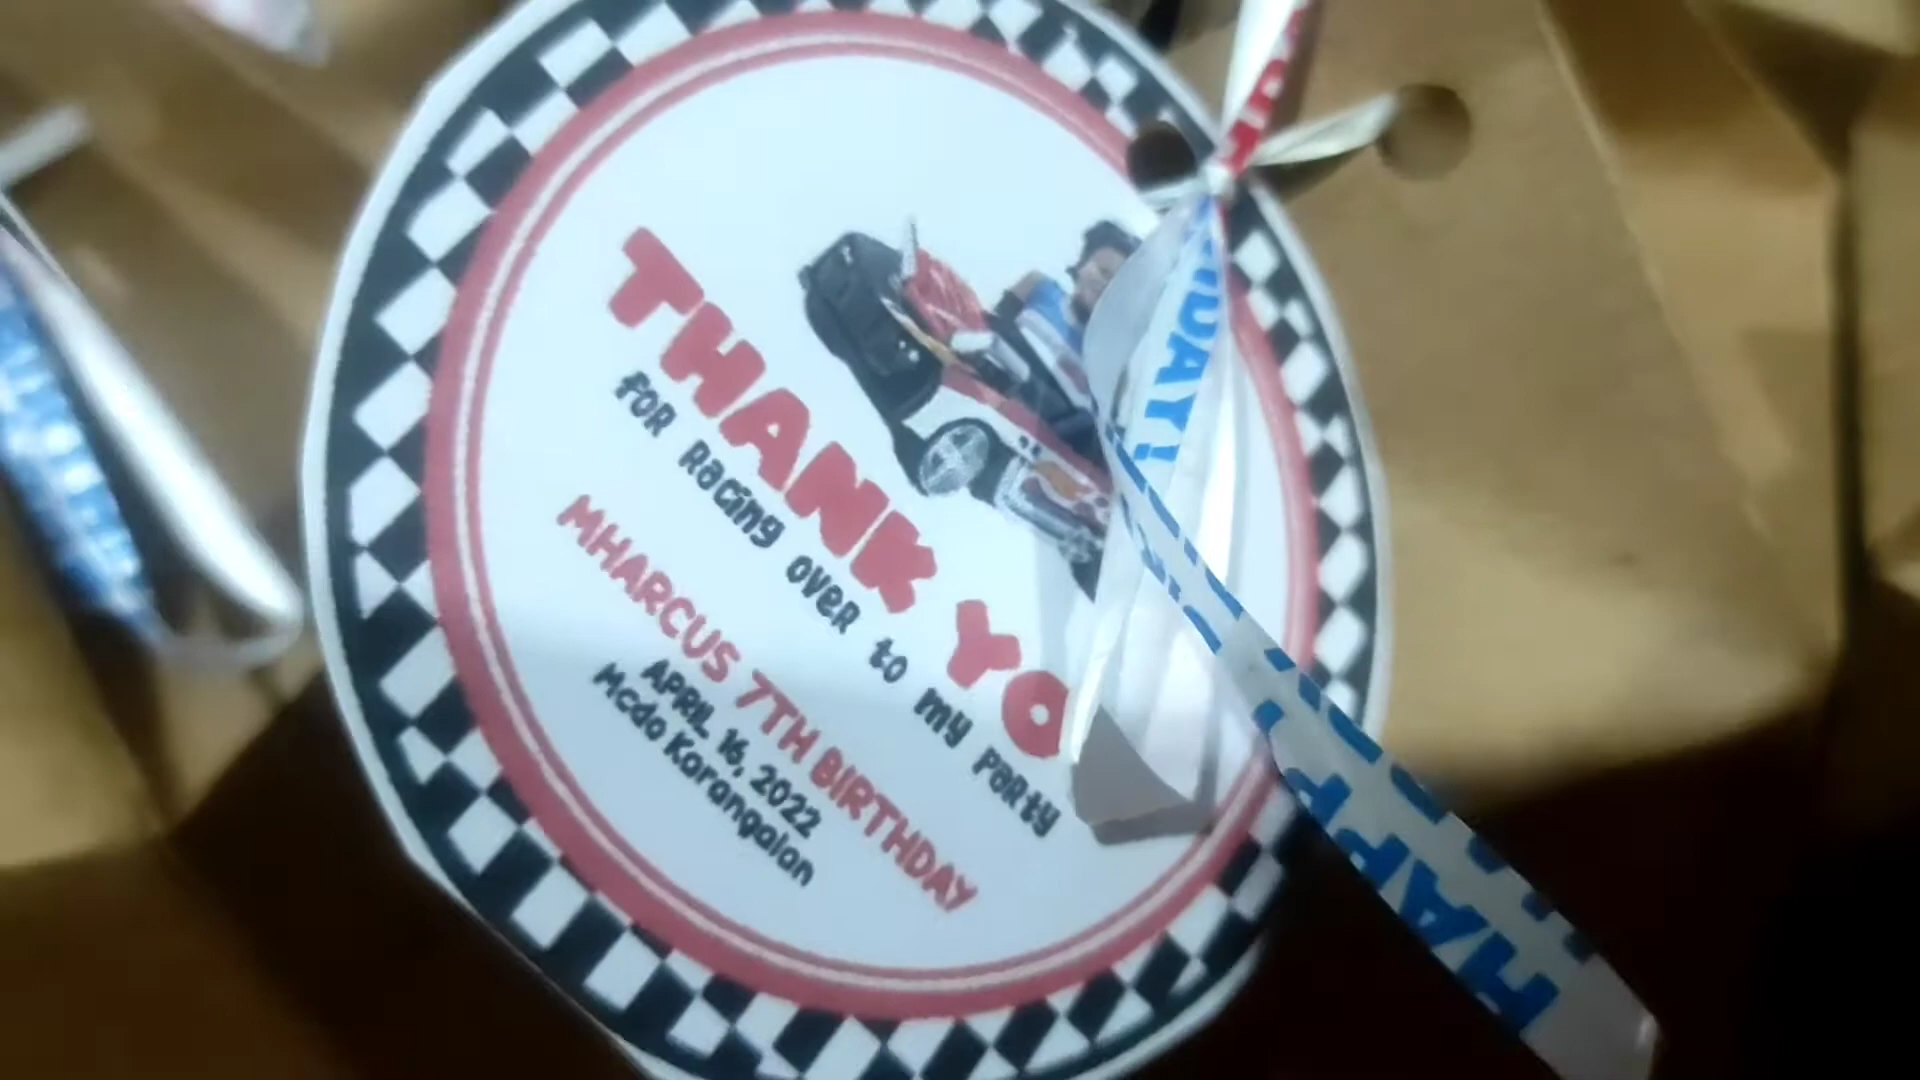 THANK YO
FOR Racing over to my Party
MHARCUS 7TH BIRTHDAY
APRIL 16, 2022
Mcdo Karangalan
HAPP
DAY!